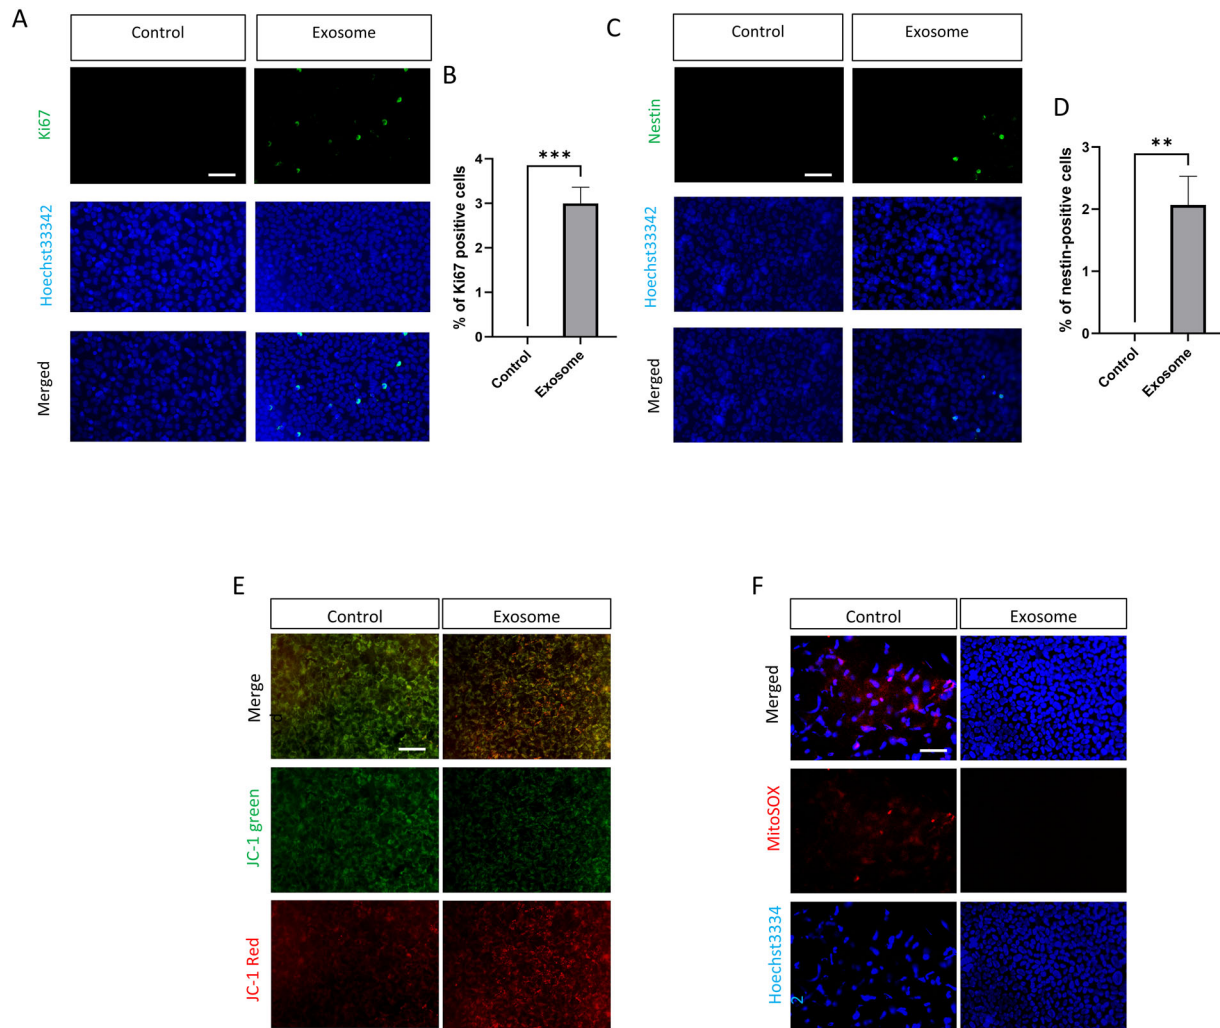 A
Control
Exosome
Ki67
Hoechst33342
Merged
B
% of Ki67 positive cells
4
3
2
1
0
***
Control
Exosome
C
Control
Exosome
Nestin
Hoechst33342
Merged
D
% of nestin-positive cells
3
2
1
0
**
Control
Exosome
E
Control
Exosome
Merge
JC-1 green
JC-1 Red
F
Control
Exosome
Merged
MitoSOX
Hoechst3334
2